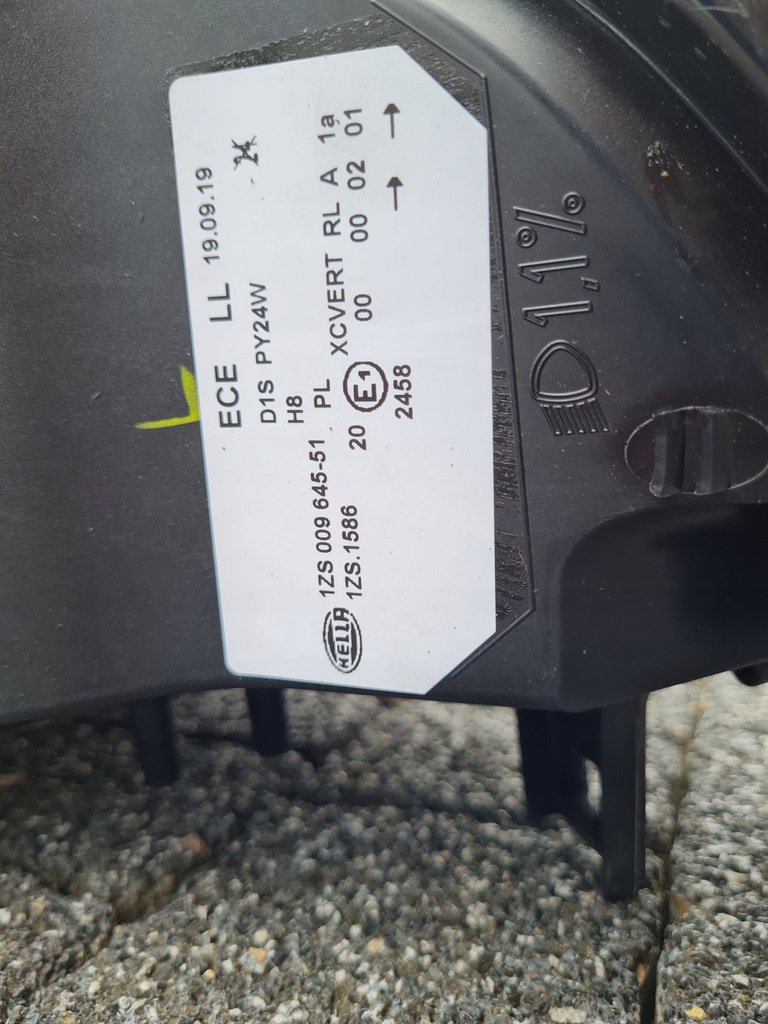 ECE LL 19.09.19
D1S PY24W
H8
HELLA 1ZS 009 645-51 PL XCVERT RL A 1a
1ZS.1586 20 E1 00 00 02 01
2458 → →
1,1%